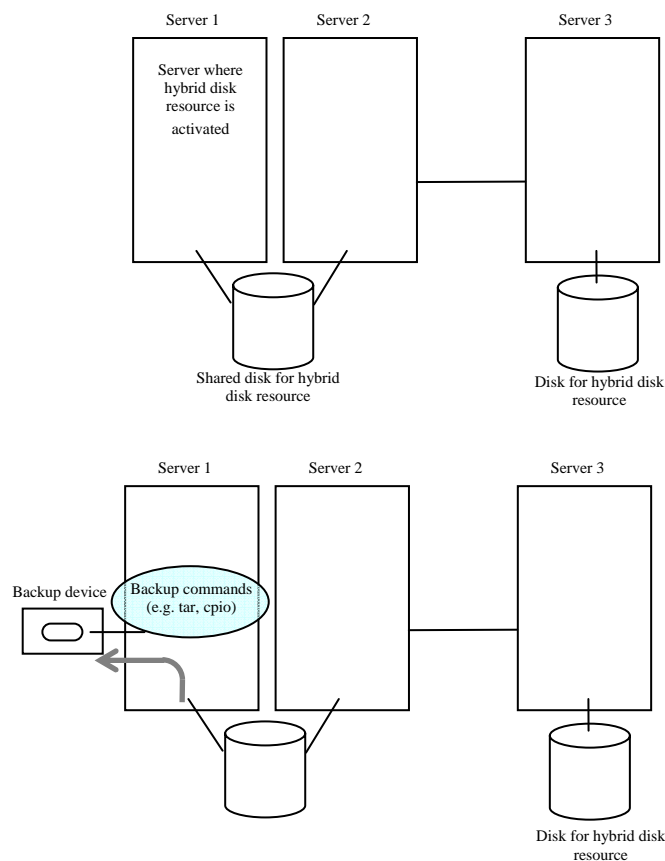 Server 1
Server 2
Server 3
Server where
hybrid disk
resource is
activated
Shared disk for hybrid
disk resource
Disk for hybrid disk
resource
Server 1
Server 2
Server 3
Backup device
Backup commands
(e.g. tar, cpio)
Disk for hybrid disk
resource